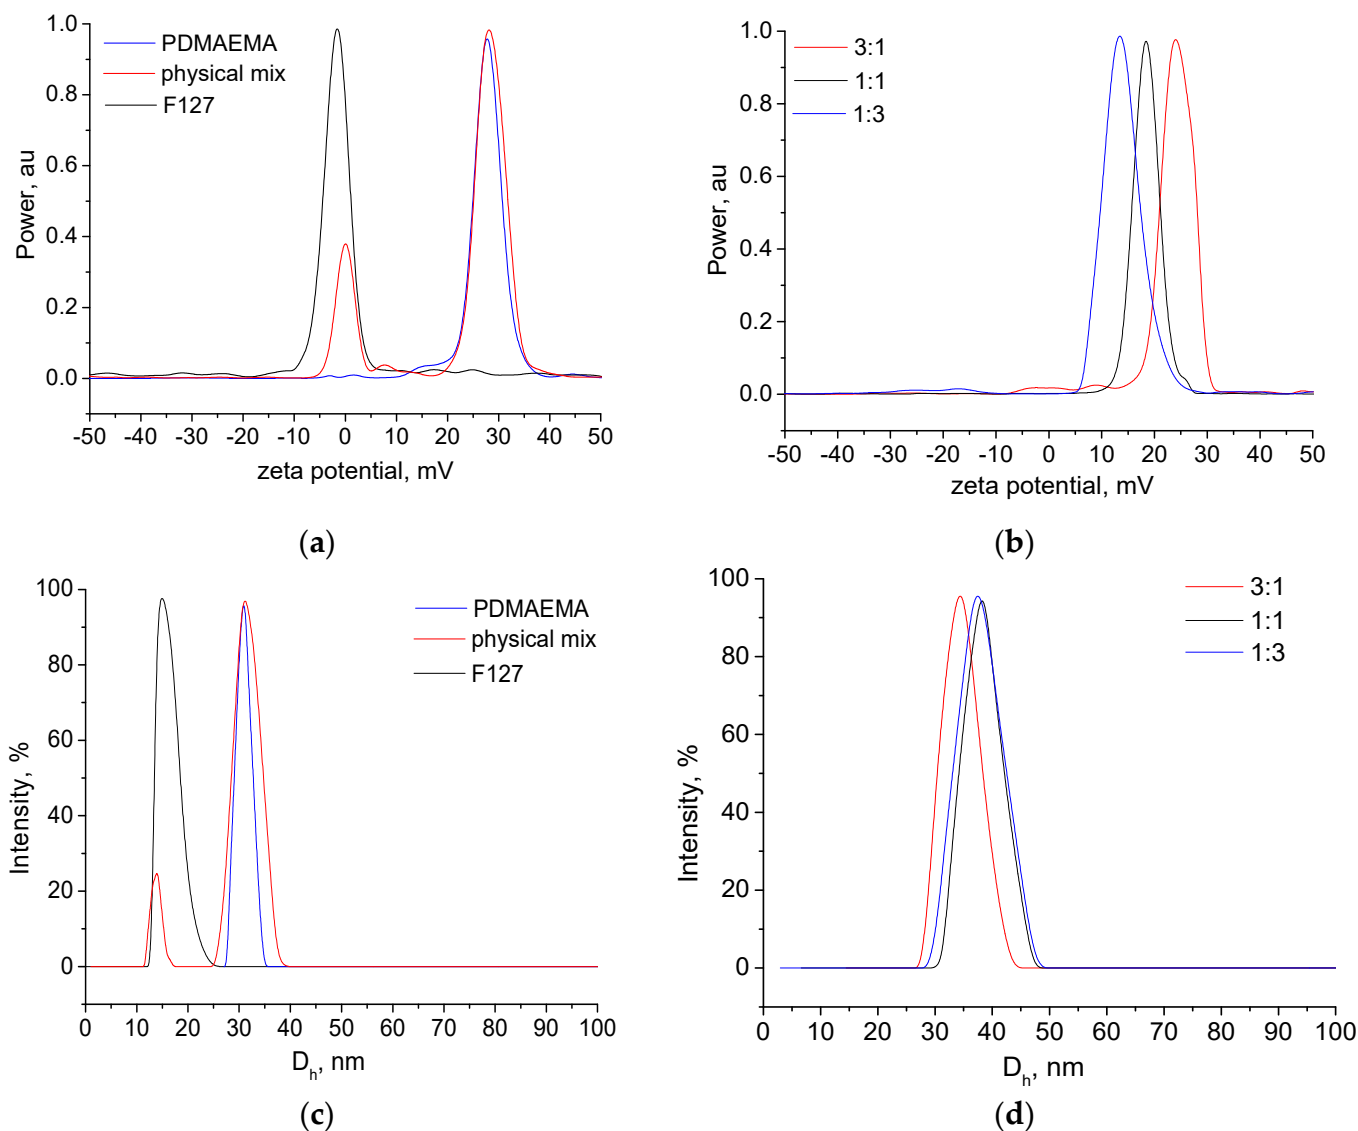 PDMAEMA
physical mix
F127
Power, au
1.0
0.8
0.6
0.4
0.2
0.0
-50 -40 -30 -20 -10 0 10 20 30 40 50
zeta potential, mV
(a)
3:1
1:1
1:3
Power, au
1.0
0.8
0.6
0.4
0.2
0.0
-50 -40 -30 -20 -10 0 10 20 30 40 50
zeta potential, mV
(b)
PDMAEMA
physical mix
F127
Intensity, %
100
80
60
40
20
0
0 10 20 30 40 50 60 70 80 90 100
Dh, nm
(c)
3:1
1:1
1:3
Intensity, %
100
80
60
40
20
0
0 10 20 30 40 50 60 70 80 90 100
Dh, nm
(d)